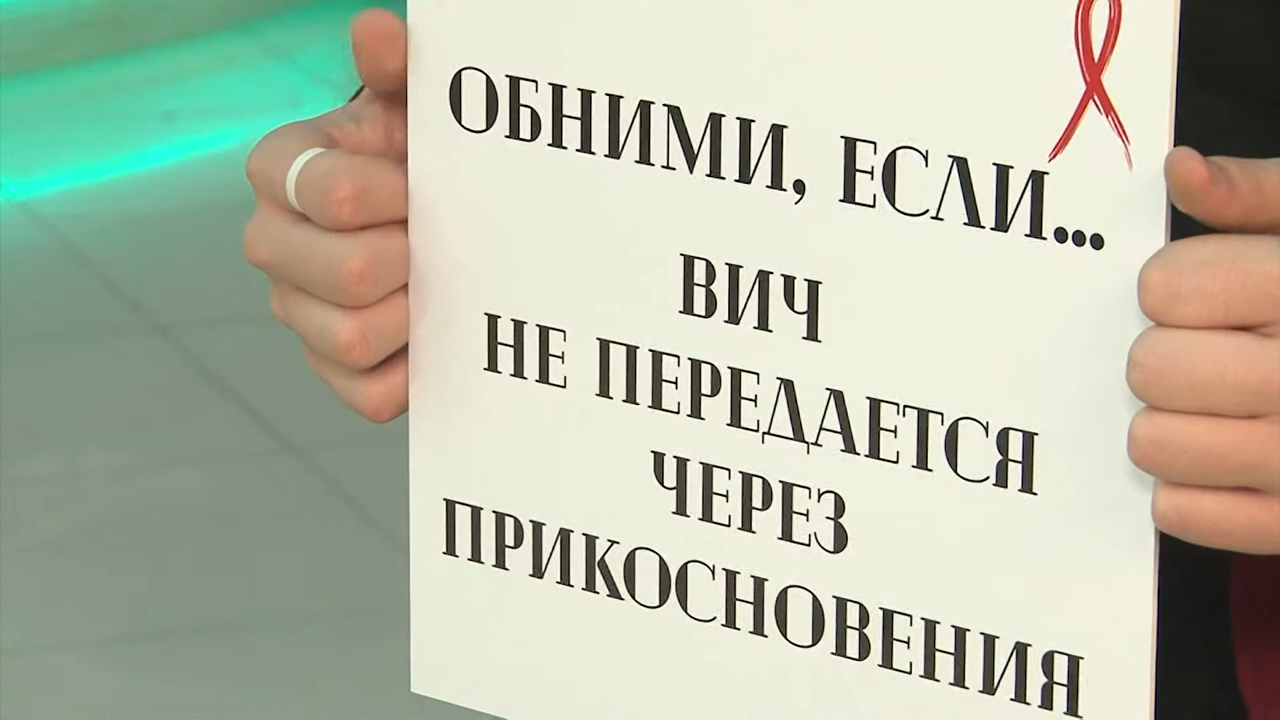 ОБНИМИ, ЕСЛИ...
ВИЧ
НЕ ПЕРЕДАЕТСЯ
ЧЕРЕЗ
ПРИКОСНОВЕНИЯ